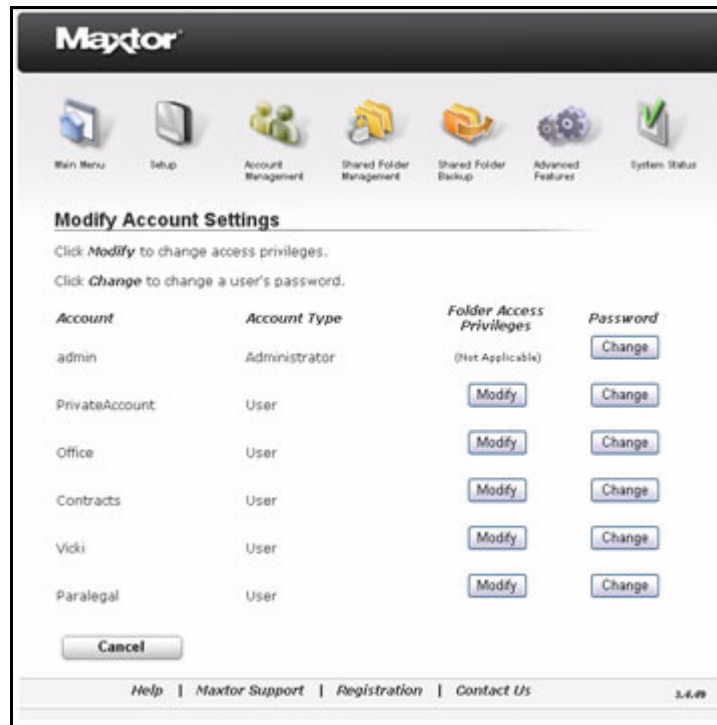 Maxtor
Main Menu
Setup
Account Management
Shared Folder Management
Shared Folder Backup
Advanced Features
System Status
Modify Account Settings
Click Modify to change access privileges.
Click Change to change a user's password.
Account Account Type Folder Access Privileges Password
admin Administrator (Not Applicable) Change
PrivateAccount User Modify Change
Office User Modify Change
Contracts User Modify Change
Vicki User Modify Change
Paralegal User Modify Change
Cancel
Help | Maxtor Support | Registration | Contact Us